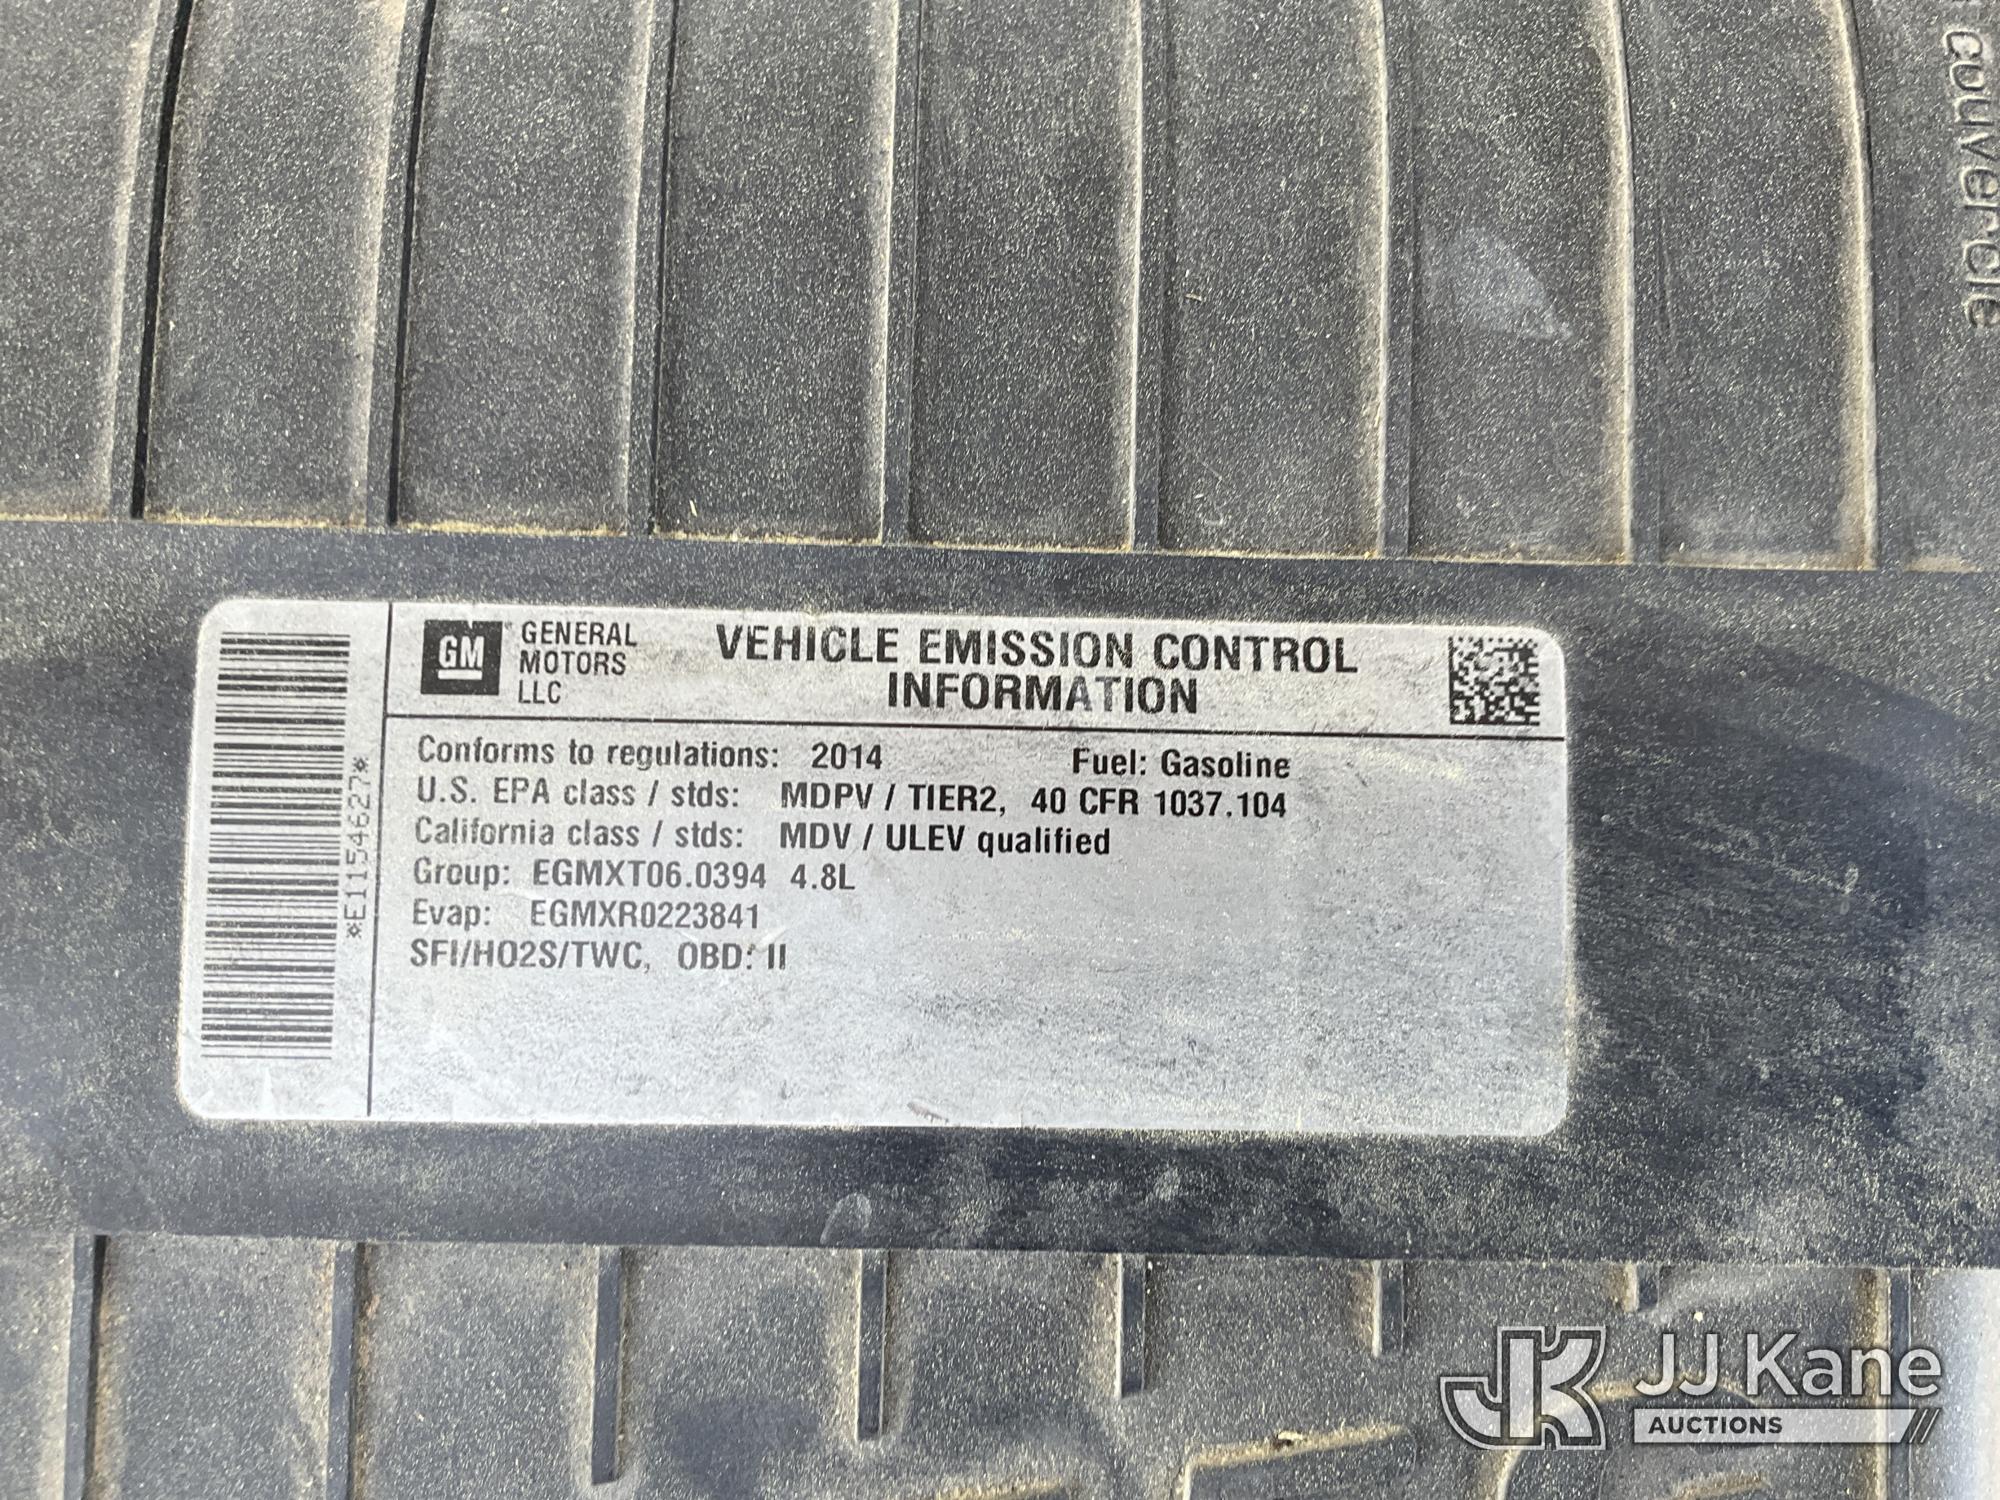 couvercle
GM GENERAL MOTORS LLC
VEHICLE EMISSION CONTROL
INFORMATION
Conforms to regulations: 2014 Fuel: Gasoline
U.S. EPA class / stds: MDPV / TIER2, 40 CFR 1037.104
California class / stds: MDV / ULEV qualified
Group: EGMXT06.0394 4.8L
Evap: EGMXR0223841
SFI/HO2S/TWC, OBD: II
*E1154627*
JK JJ Kane
AUCTIONS